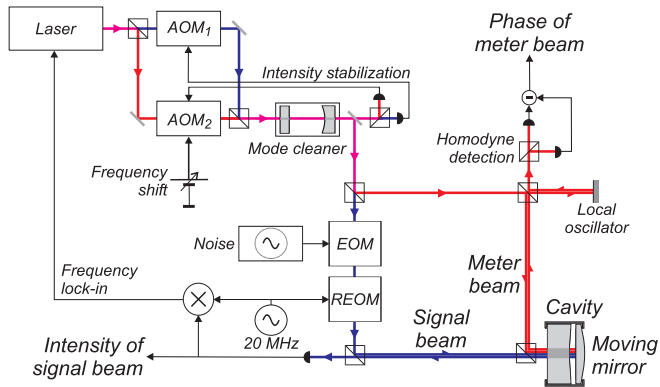 Laser
AOM1
AOM2
Intensity stabilization
Mode cleaner
Frequency
shift
Phase of
meter beam
Homodyne
detection
Local
oscillator
Noise
EOM
REOM
Frequency
lock-in
20 MHz
Intensity of
signal beam
Signal
beam
Meter
beam
Cavity
Moving
mirror